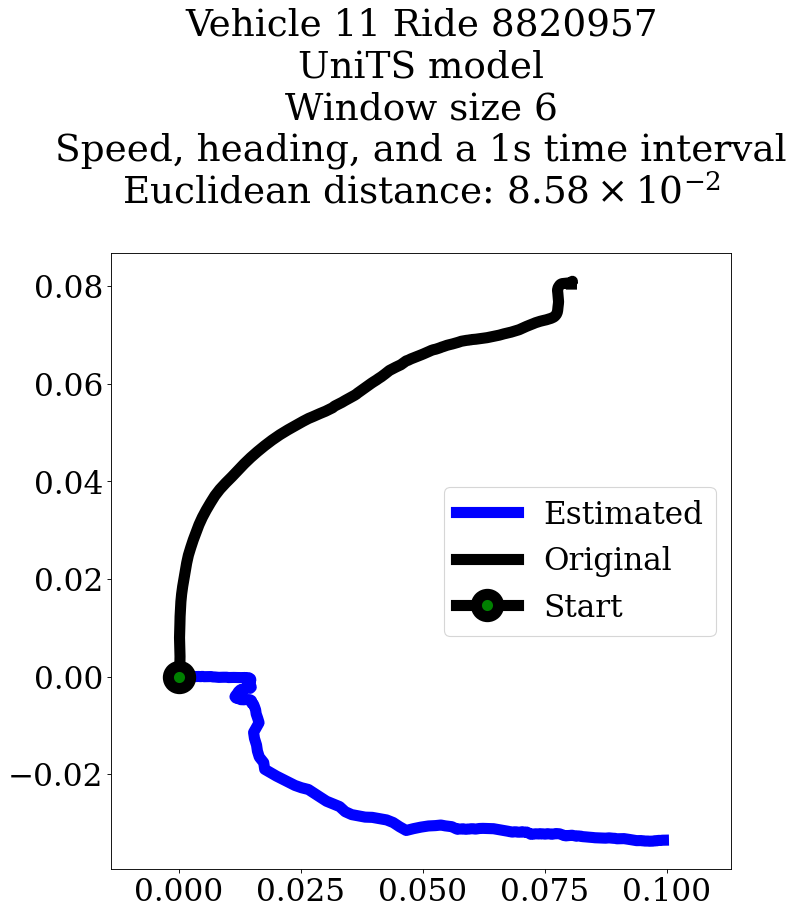 Vehicle 11 Ride 8820957
UniTS model
Window size 6
Speed, heading, and a 1s time interval
Euclidean distance: 8.58 × 10⁻²
0.08
0.06
0.04
0.02
0.00
−0.02
Estimated
Original
Start
0.000 0.025 0.050 0.075 0.100